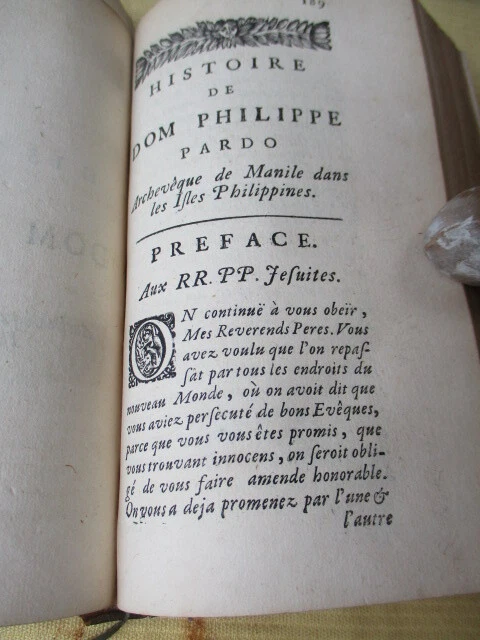 189
HISTOIRE
DE
DOM PHILIPPE
PARDO
Archevêque de Manile dans
les Iſles Philippines.
PREFACE.
Aux RR. PP. Jeſuites.
ON continuë à vous obeïr,
Mes Reverends Peres. Vous
avez voulu que l'on repaſ-
ſat par tous les endroits du
nouveau Monde, où on avoit dit que
vous aviez perſecuté de bons Evêques,
parce que vous vous êtes promis, que
vous trouvant innocens, on ſeroit obli-
gé de vous faire amende honorable.
On vous a deja promenez par l'une &
l'autre